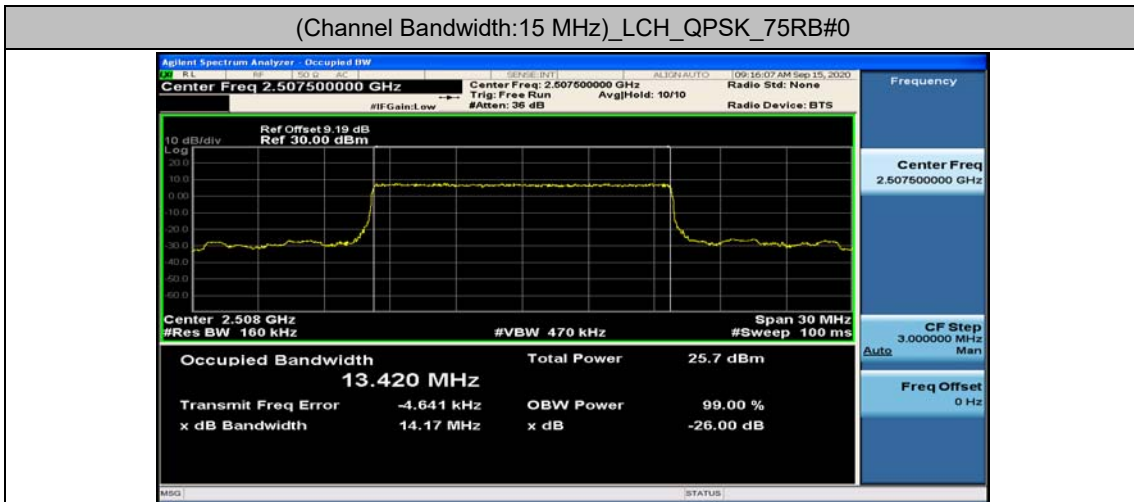 (Channel Bandwidth:15 MHz)_LCH_QPSK_75RB#0
Agilent Spectrum Analyzer - Occupied BW
LXI RL RF 50 Ω AC SENSE:INT ALIGN AUTO 09:16:07 AM Sep 15, 2020
Center Freq 2.507500000 GHz
Center Freq: 2.507500000 GHz
Radio Std: None
Trig: Free Run Avg|Hold: 10/10
#IFGain:Low #Atten: 36 dB
Radio Device: BTS
Ref Offset 9.19 dB
10 dB/div Ref 30.00 dBm
Log
20.0
10.0
0.00
-10.0
-20.0
-30.0
-40.0
-50.0
-60.0
Center 2.508 GHz Span 30 MHz
#Res BW 160 kHz #VBW 470 kHz #Sweep 100 ms
Occupied Bandwidth Total Power 25.7 dBm
13.420 MHz
Transmit Freq Error -4.641 kHz OBW Power 99.00 %
x dB Bandwidth 14.17 MHz x dB -26.00 dB
MSG STATUS
Frequency
Center Freq
2.507500000 GHz
CF Step
3.000000 MHz
Auto Man
Freq Offset
0 Hz